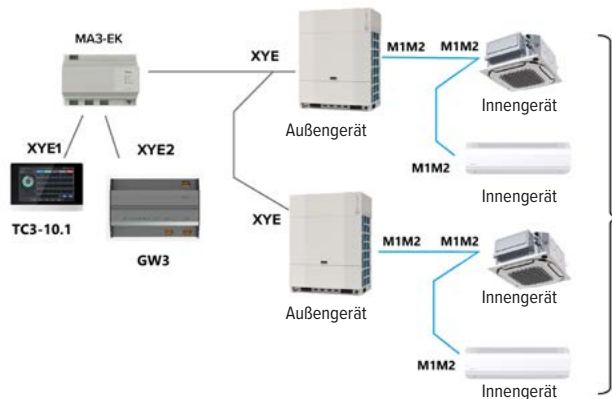 MA3-EK
XYE
M1M2
M1M2
Innengerät
Außengerät
XYE1
XYE2
M1M2
Innengerät
TC3-10.1
GW3
XYE
M1M2
M1M2
Innengerät
Außengerät
M1M2
Innengerät